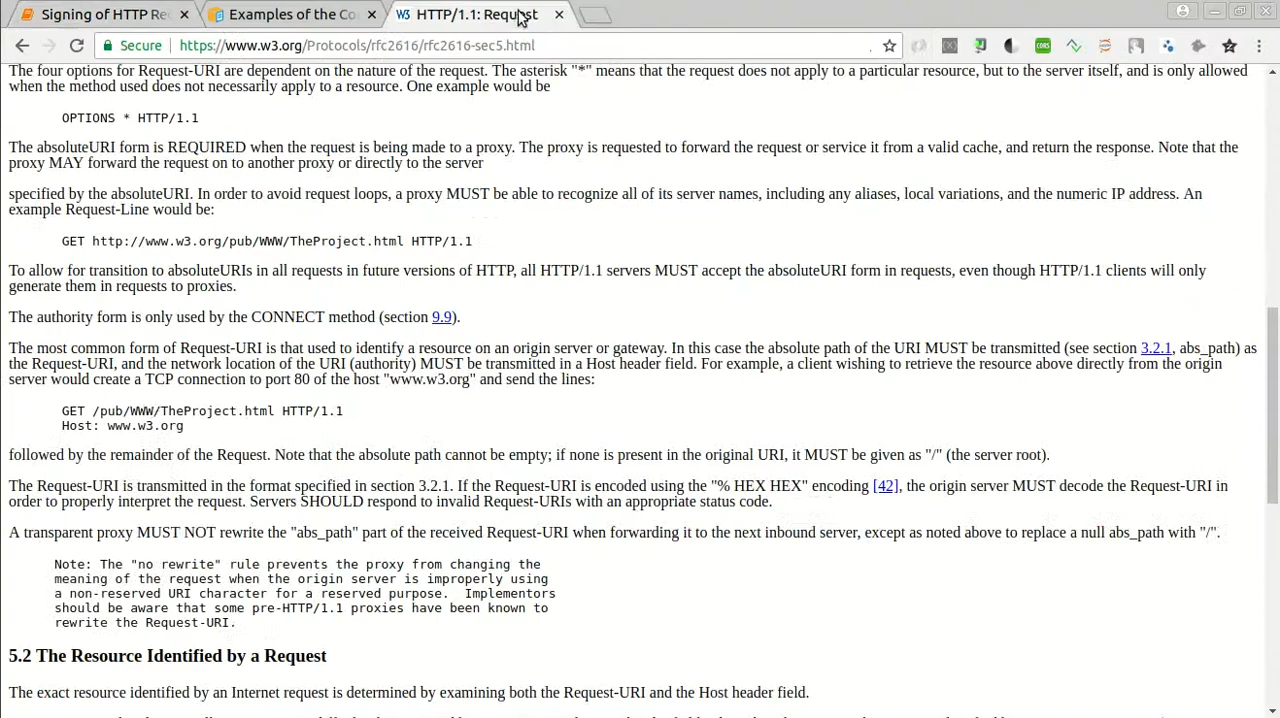 Signing of HTTP Re
Examples of the Co
HTTP/1.1: Request
Secure
https://www.w3.org/Protocols/rfc2616/rfc2616-sec5.html
The four options for Request-URI are dependent on the nature of the request. The asterisk "*" means that the request does not apply to a particular resource, but to the server itself, and is only allowed
when the method used does not necessarily apply to a resource. One example would be
OPTIONS * HTTP/1.1
The absoluteURI form is REQUIRED when the request is being made to a proxy. The proxy is requested to forward the request or service it from a valid cache, and return the response. Note that the
proxy MAY forward the request on to another proxy or directly to the server
specified by the absoluteURI. In order to avoid request loops, a proxy MUST be able to recognize all of its server names, including any aliases, local variations, and the numeric IP address. An
example Request-Line would be:
GET http://www.w3.org/pub/WWW/TheProject.html HTTP/1.1
To allow for transition to absoluteURIs in all requests in future versions of HTTP, all HTTP/1.1 servers MUST accept the absoluteURI form in requests, even though HTTP/1.1 clients will only
generate them in requests to proxies.
The authority form is only used by the CONNECT method (section 9.9).
The most common form of Request-URI is that used to identify a resource on an origin server or gateway. In this case the absolute path of the URI MUST be transmitted (see section 3.2.1, abs_path) as
the Request-URI, and the network location of the URI (authority) MUST be transmitted in a Host header field. For example, a client wishing to retrieve the resource above directly from the origin
server would create a TCP connection to port 80 of the host "www.w3.org" and send the lines:
GET /pub/WWW/TheProject.html HTTP/1.1
Host: www.w3.org
followed by the remainder of the Request. Note that the absolute path cannot be empty; if none is present in the original URI, it MUST be given as "/" (the server root).
The Request-URI is transmitted in the format specified in section 3.2.1. If the Request-URI is encoded using the "% HEX HEX" encoding [42], the origin server MUST decode the Request-URI in
order to properly interpret the request. Servers SHOULD respond to invalid Request-URIs with an appropriate status code.
A transparent proxy MUST NOT rewrite the "abs_path" part of the received Request-URI when forwarding it to the next inbound server, except as noted above to replace a null abs_path with "/".
Note: The "no rewrite" rule prevents the proxy from changing the
meaning of the request when the origin server is improperly using
a non-reserved URI character for a reserved purpose.  Implementors
should be aware that some pre-HTTP/1.1 proxies have been known to
rewrite the Request-URI.
5.2 The Resource Identified by a Request
The exact resource identified by an Internet request is determined by examining both the Request-URI and the Host header field.